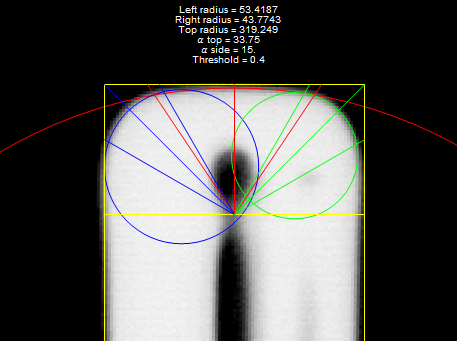 Left radius = 53.4187
Right radius = 43.7743
Top radius = 319.249
α top = 33.75
α side = 15.
Threshold = 0.4